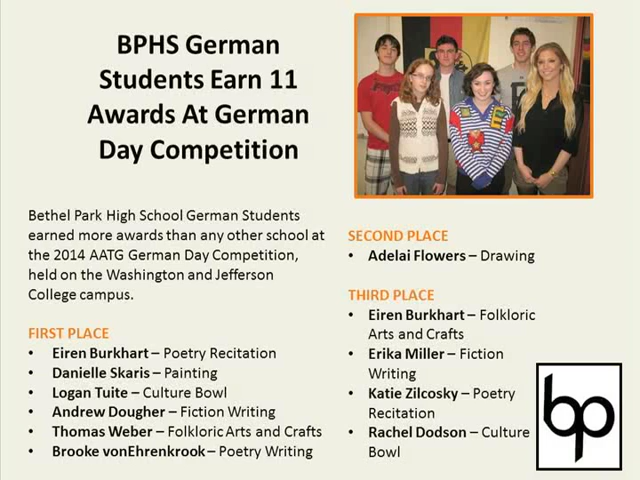 BPHS German
Students Earn 11
Awards At German
Day Competition
Bethel Park High School German Students
earned more awards than any other school at
the 2014 AATG German Day Competition,
held on the Washington and Jefferson
College campus.
FIRST PLACE
• Eiren Burkhart – Poetry Recitation
• Danielle Skaris – Painting
• Logan Tuite – Culture Bowl
• Andrew Dougher – Fiction Writing
• Thomas Weber – Folkloric Arts and Crafts
• Brooke vonEhrenkrook – Poetry Writing
SECOND PLACE
• Adelai Flowers – Drawing
THIRD PLACE
• Eiren Burkhart – Folkloric
Arts and Crafts
• Erika Miller – Fiction
Writing
• Katie Zilcosky – Poetry
Recitation
• Rachel Dodson – Culture
Bowl
bp